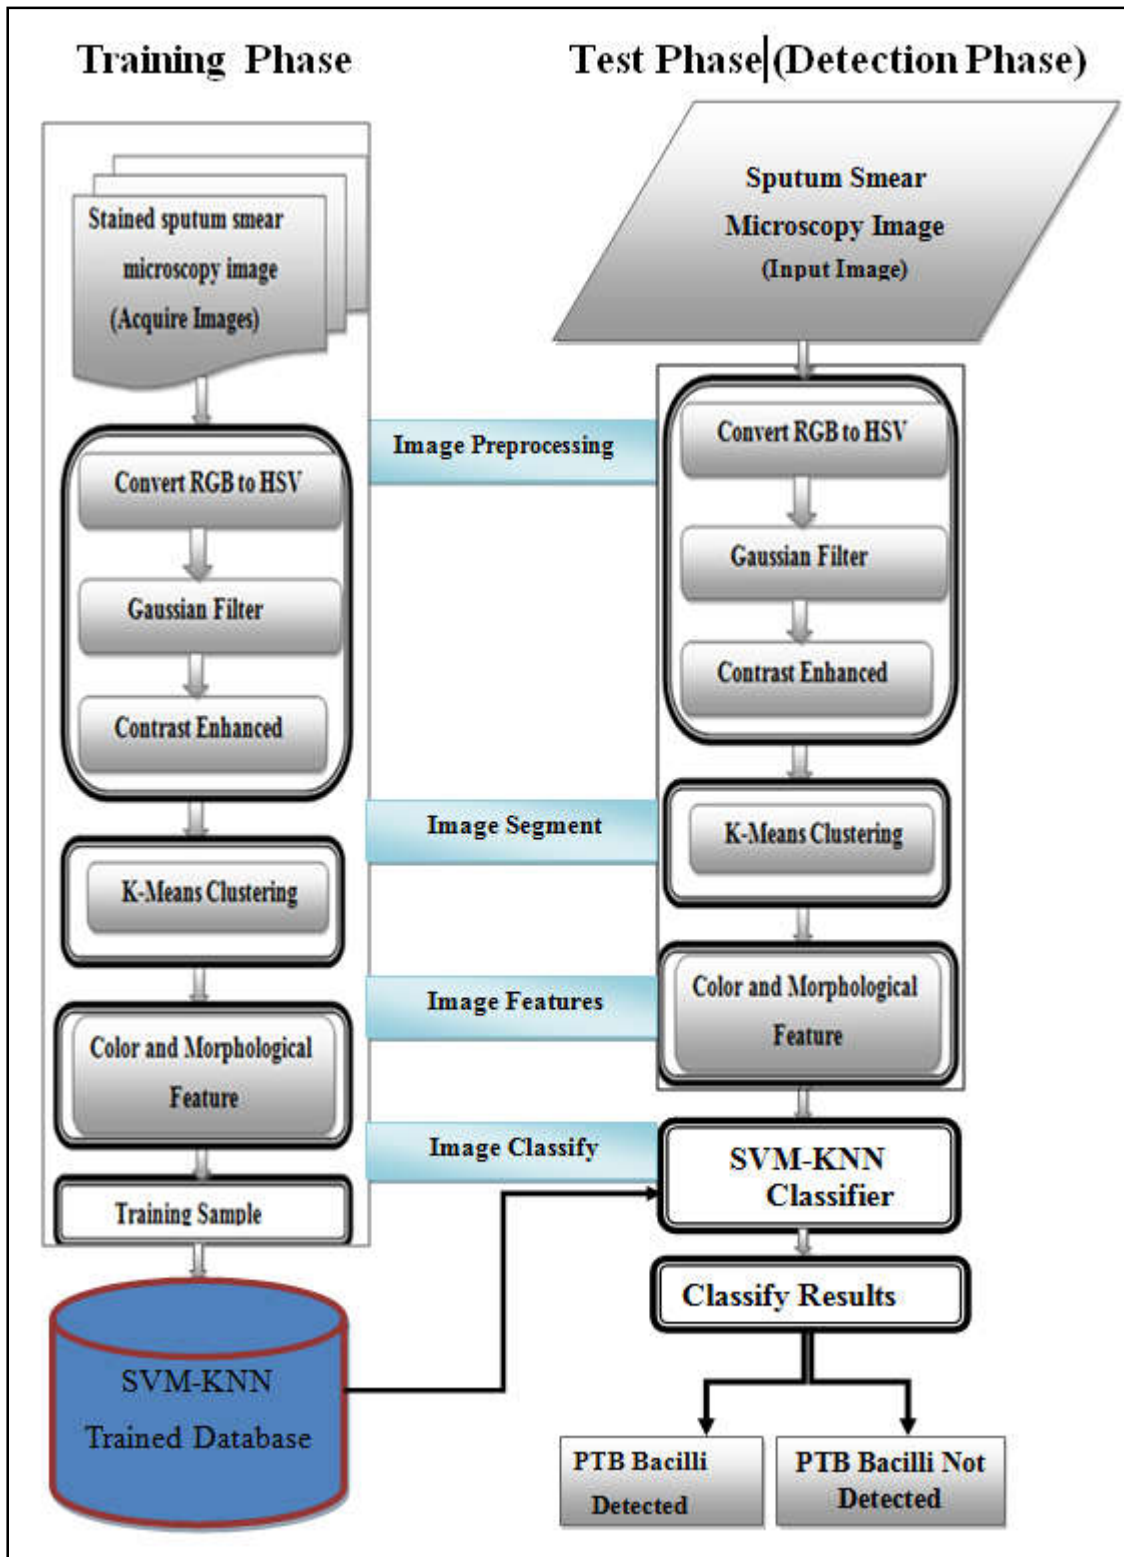 Training Phase
Test Phase (Detection Phase)
Stained sputum smear
microscopy image
(Acquire Images)
Convert RGB to HSV
Gaussian Filter
Contrast Enhanced
K-Means Clustering
Color and Morphological
Feature
Training Sample
SVM-KNN
Trained Database
Image Preprocessing
Image Segment
Image Features
Image Classify
Sputum Smear
Microscopy Image
(Input Image)
Convert RGB to HSV
Gaussian Filter
Contrast Enhanced
K-Means Clustering
Color and Morphological
Feature
SVM-KNN
Classifier
Classify Results
PTB Bacilli
Detected
PTB Bacilli Not
Detected